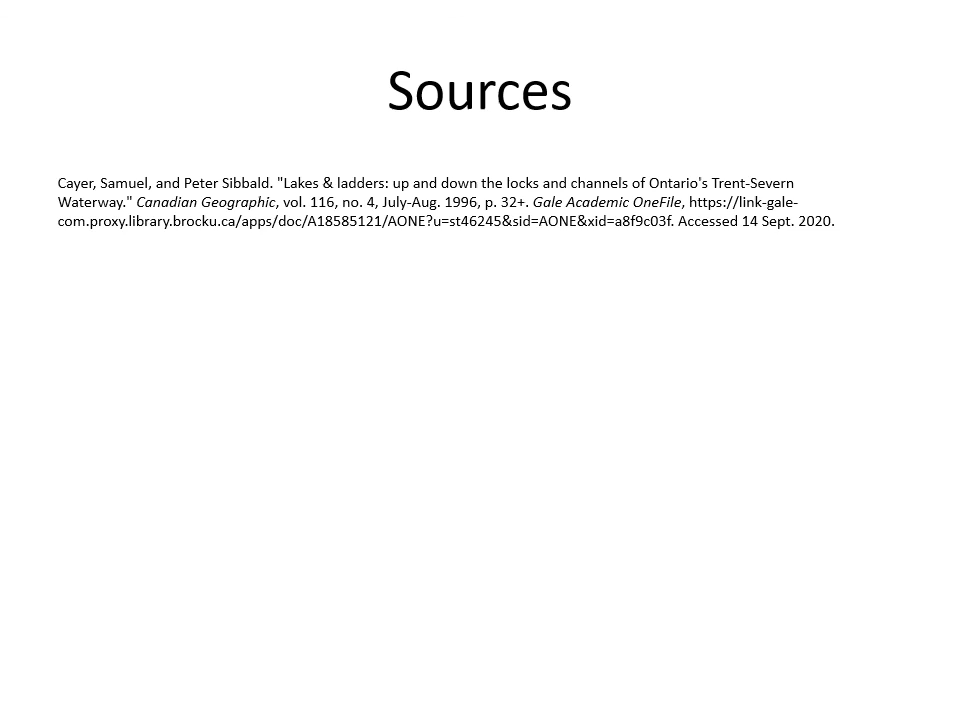 Sources
Cayer, Samuel, and Peter Sibbald. "Lakes & ladders: up and down the locks and channels of Ontario's Trent-Severn
Waterway." Canadian Geographic, vol. 116, no. 4, July-Aug. 1996, p. 32+. Gale Academic OneFile, https://link-gale-
com.proxy.library.brocku.ca/apps/doc/A18585121/AONE?u=st46245&sid=AONE&xid=a8f9c03f. Accessed 14 Sept. 2020.